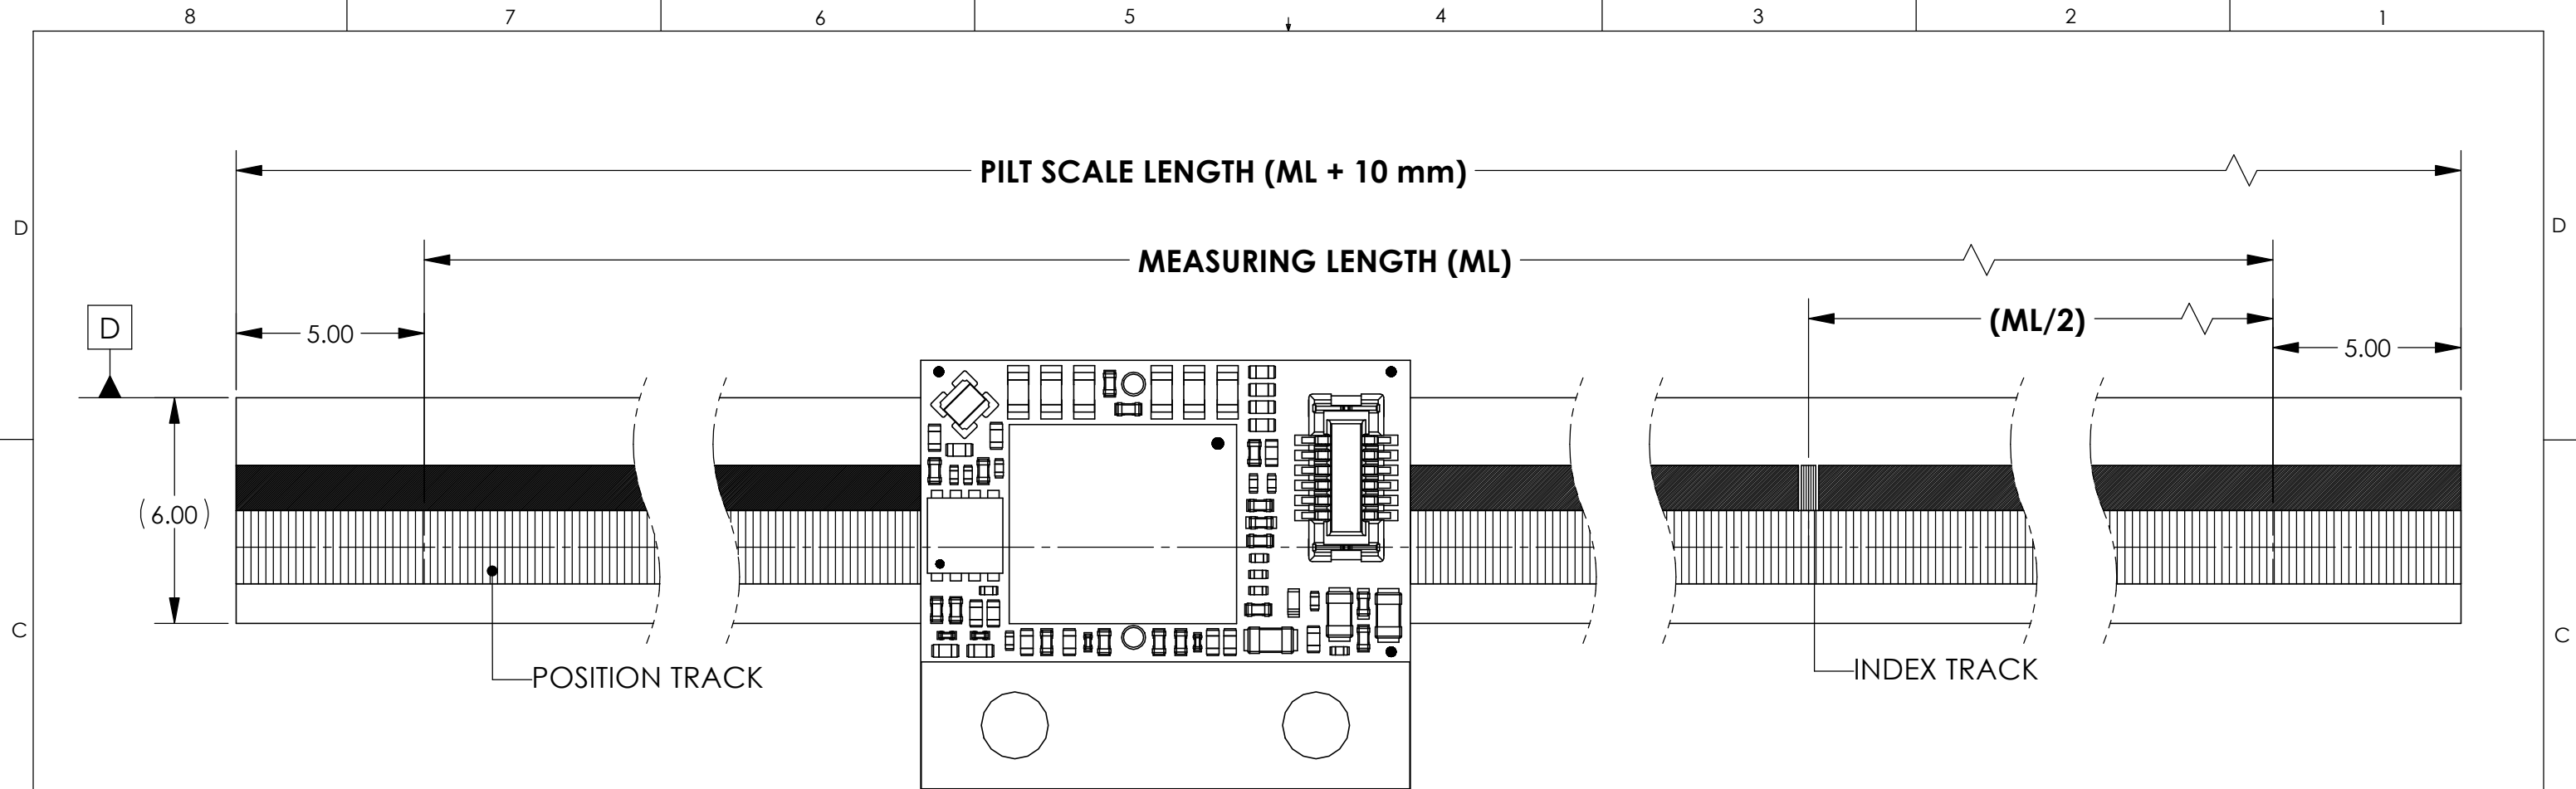 8 7 6 5 4 3 2 1
PILT SCALE LENGTH (ML + 10 mm)
D D
MEASURING LENGTH (ML)
D 5.00 (ML/2) 5.00
(6.00)
C C
POSITION TRACK INDEX TRACK